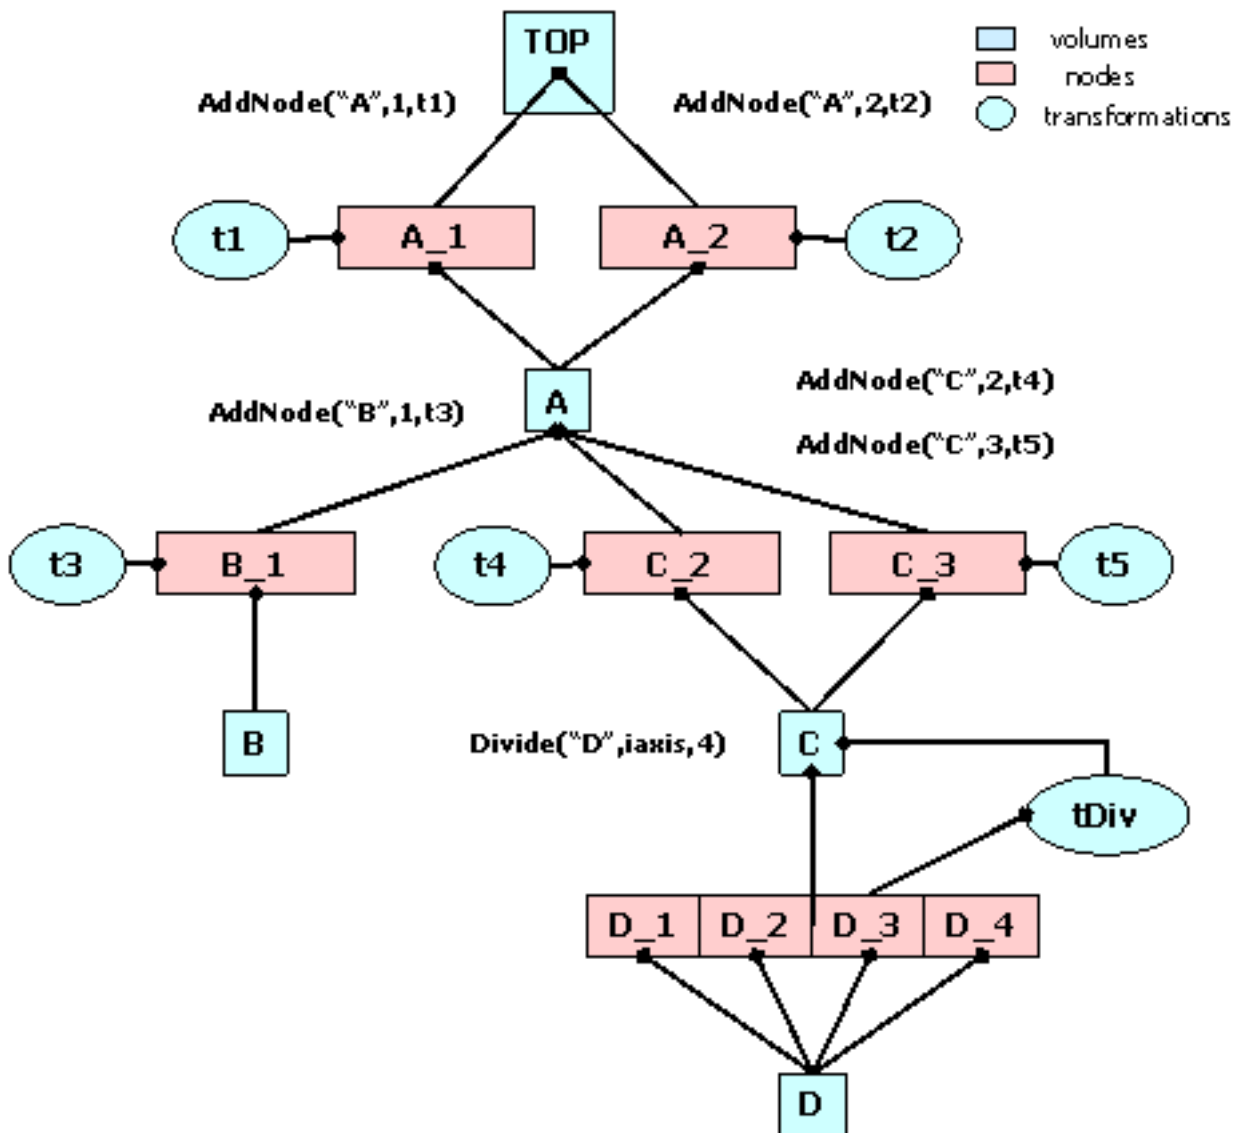 TOP
volumes
nodes
transformations
AddNode("A",1,t1)
AddNode("A",2,t2)
t1
A_1
A_2
t2
A
AddNode("B",1,t3)
AddNode("C",2,t4)
AddNode("C",3,t5)
t3
B_1
t4
C_2
C_3
t5
B
Divide("D",iaxis,4)
C
tDiv
D_1
D_2
D_3
D_4
D